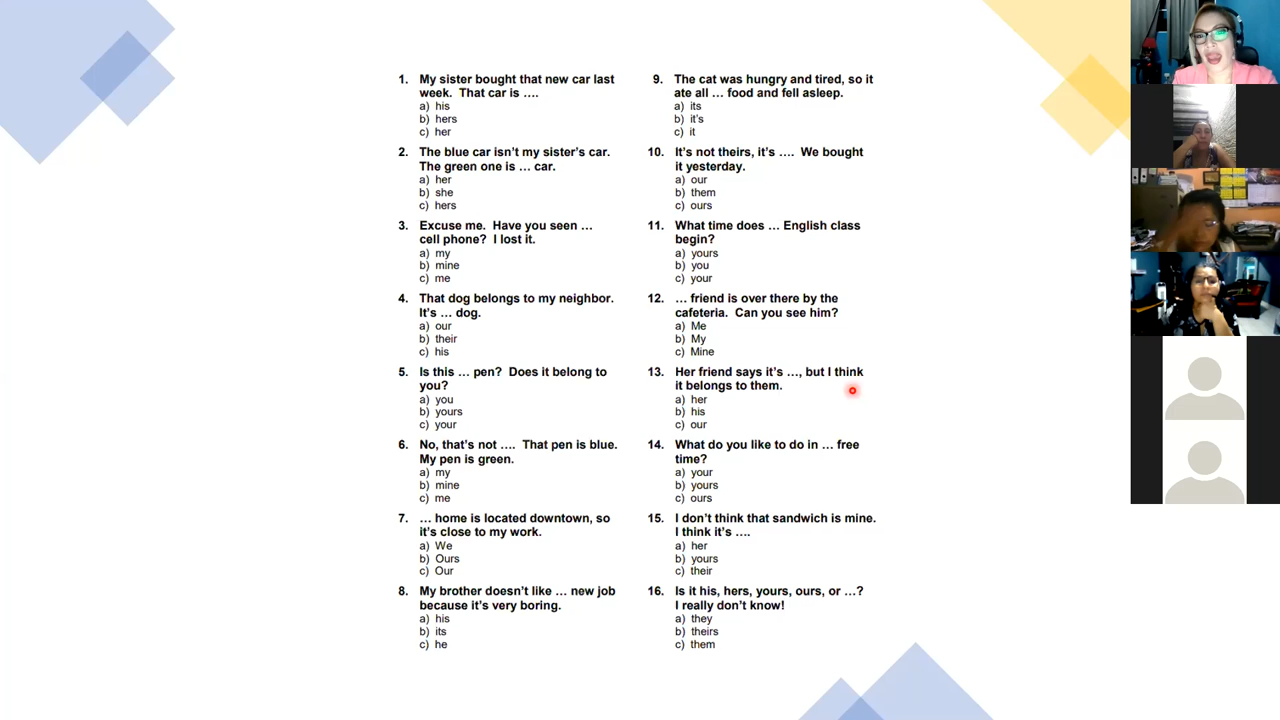 1. My sister bought that new car last
week. That car is ….
a) his
b) hers
c) her
2. The blue car isn't my sister's car.
The green one is … car.
a) her
b) she
c) hers
3. Excuse me. Have you seen …
cell phone? I lost it.
a) my
b) mine
c) me
4. That dog belongs to my neighbor.
It's … dog.
a) our
b) their
c) his
5. Is this … pen? Does it belong to
you?
a) you
b) yours
c) your
6. No, that's not …. That pen is blue.
My pen is green.
a) my
b) mine
c) me
7. … home is located downtown, so
it's close to my work.
a) We
b) Ours
c) Our
8. My brother doesn't like … new job
because it's very boring.
a) his
b) its
c) he
9. The cat was hungry and tired, so it
ate all … food and fell asleep.
a) its
b) it's
c) it
10. It's not theirs, it's …. We bought
it yesterday.
a) our
b) them
c) ours
11. What time does … English class
begin?
a) yours
b) you
c) your
12. … friend is over there by the
cafeteria. Can you see him?
a) Me
b) My
c) Mine
13. Her friend says it's …, but I think
it belongs to them.
a) her
b) his
c) our
14. What do you like to do in … free
time?
a) your
b) yours
c) ours
15. I don't think that sandwich is mine.
I think it's ….
a) her
b) yours
c) their
16. Is it his, hers, yours, ours, or …?
I really don't know!
a) they
b) theirs
c) them